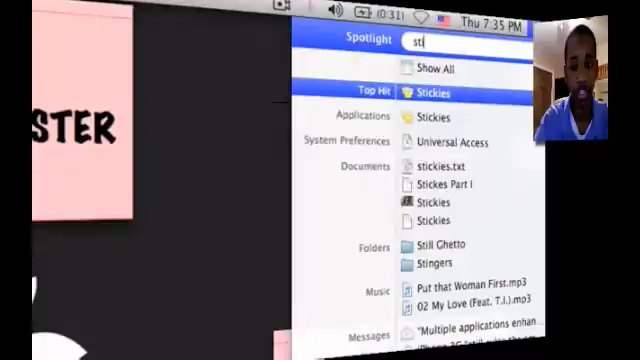 (0:31) Thu 7:35 PM
Spotlight sti
Show All
Top Hit Stickies
Applications Stickies
System Preferences Universal Access
Documents stickies.txt
Stickes Part I
Stickies
Stickies
Folders Still Ghetto
Stingers
Music Put that Woman First.mp3
02 My Love (Feat. T.I.).mp3
Messages "Multiple applications enhan
STER